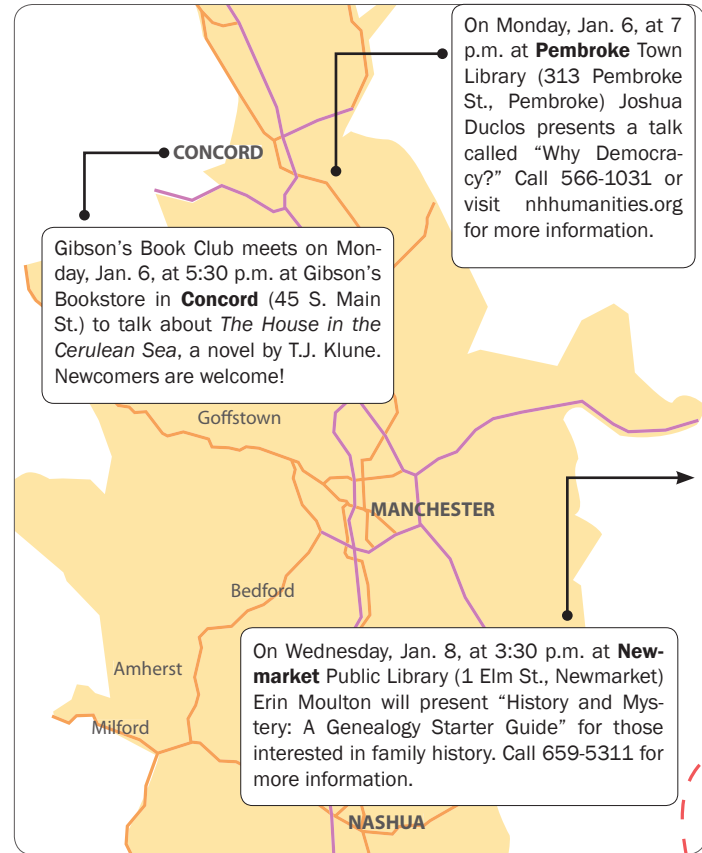 On Monday, Jan. 6, at 7
p.m. at Pembroke Town
Library (313 Pembroke
St., Pembroke) Joshua
Duclos presents a talk
called “Why Democra-
cy?” Call 566-1031 or
visit nhhumanities.org
for more information.
CONCORD
Gibson’s Book Club meets on Mon-
day, Jan. 6, at 5:30 p.m. at Gibson’s
Bookstore in Concord (45 S. Main
St.) to talk about The House in the
Cerulean Sea, a novel by T.J. Klune.
Newcomers are welcome!
Goffstown
MANCHESTER
Bedford
On Wednesday, Jan. 8, at 3:30 p.m. at New-
market Public Library (1 Elm St., Newmarket)
Erin Moulton will present “History and Mys-
tery: A Genealogy Starter Guide” for those
interested in family history. Call 659-5311 for
more information.
Amherst
Milford
NASHUA